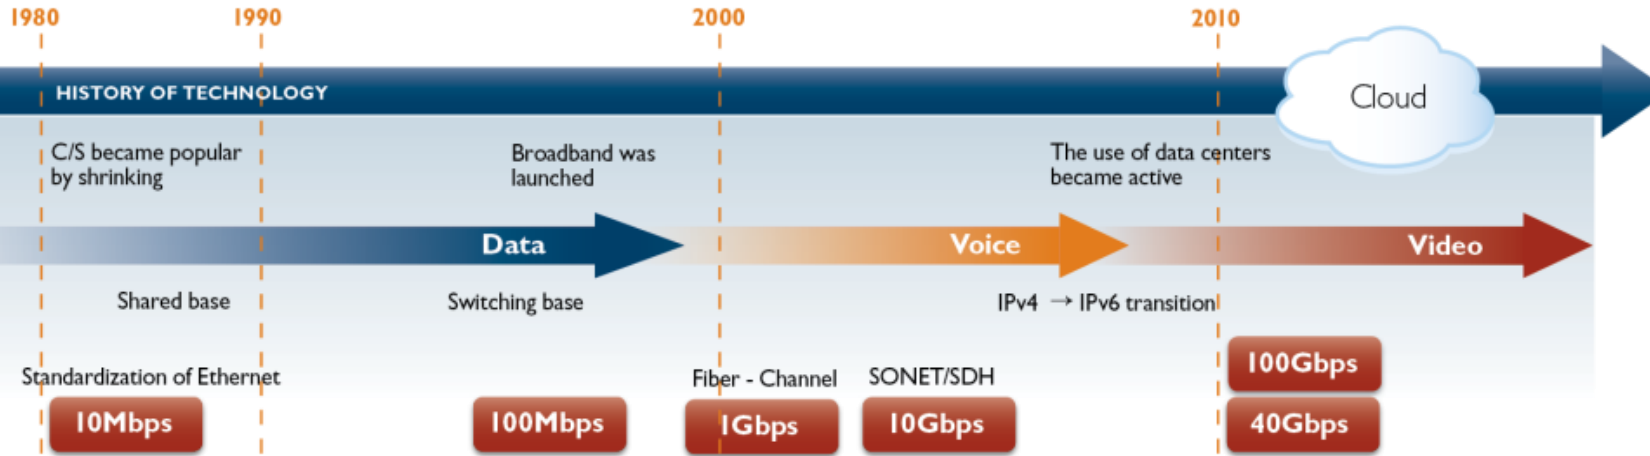 1980
1990
2000
2010
HISTORY OF TECHNOLOGY
Cloud
C/S became popular
by shrinking
Broadband was
launched
The use of data centers
became active
Data
Voice
Video
Shared base
Switching base
IPv4 → IPv6 transition
Standardization of Ethernet
Fiber - Channel
SONET/SDH
100Gbps
10Mbps
100Mbps
1Gbps
10Gbps
40Gbps